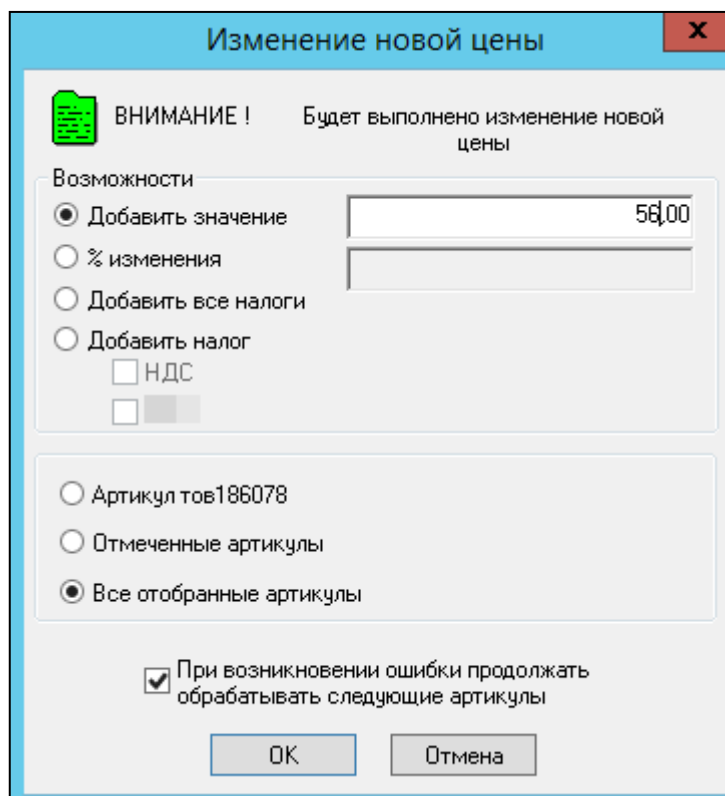 Изменение новой цены
x
ВНИМАНИЕ !
Будет выполнено изменение новой
цены
Возможности
Добавить значение
56,00
% изменения
Добавить все налоги
Добавить налог
НДС
Артикул тов186078
Отмеченные артикулы
Все отобранные артикулы
При возникновении ошибки продолжать
обрабатывать следующие артикулы
OK
Отмена